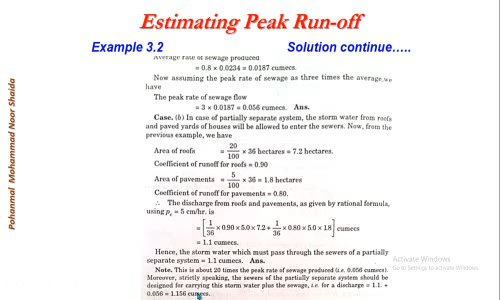 Estimating Peak Run-off
Example 3.2 Solution continue.....
Average rate of sewage produced
= 0.8 × 0.0234 = 0.0187 cumecs.
Now assuming the peak rate of sewage as three times the average, we
have
The peak rate of sewage flow
= 3 × 0.0187 = 0.056 cumecs. Ans.
Case. (b) In case of partially separate system, the storm water from roofs
and paved yards of houses will be allowed to enter the sewers. Now, from the
previous example, we have
Area of roofs = 20/100 × 36 hectares = 7.2 hectares.
Coefficient of runoff for roofs = 0.90
Area of pavements = 5/100 × 36 = 1.8 hectares
Coefficient of runoff for pavements = 0.80.
∴ The discharge from roofs and pavements, as given by rational formula,
using pc = 5 cm/hr. is
= [1/36 × 0.90 × 5.0 × 7.2 + 1/36 × 0.80 × 5.0 × 1.8] cumecs
= 1.1 cumecs.
Hence, the storm water which must pass through the sewers of a partially
separate system = 1.1 cumecs. Ans.
Note. This is about 20 times the peak rate of sewage produced (i.e. 0.056 cumecs).
Moreover, strictly speaking, the sewers of the partially separate system should be
designed for carrying this storm water plus the sewage, i.e. for a discharge = 1.1. +
0.056 = 1.156 cumecs.
Pohanmal Mohammad Noor Shaida
Activate Windows
Go to Settings to activate Windows.